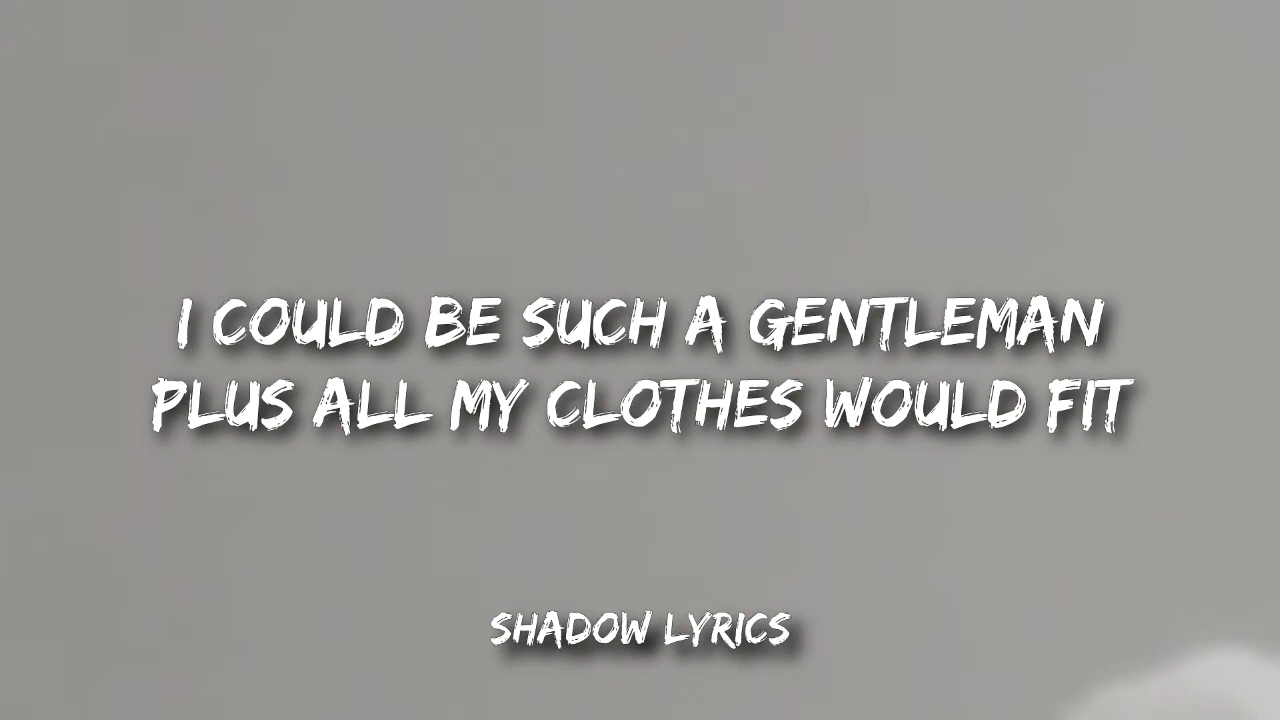 I COULD BE SUCH A GENTLEMAN
PLUS ALL MY CLOTHES WOULD FIT
SHADOW LYRICS